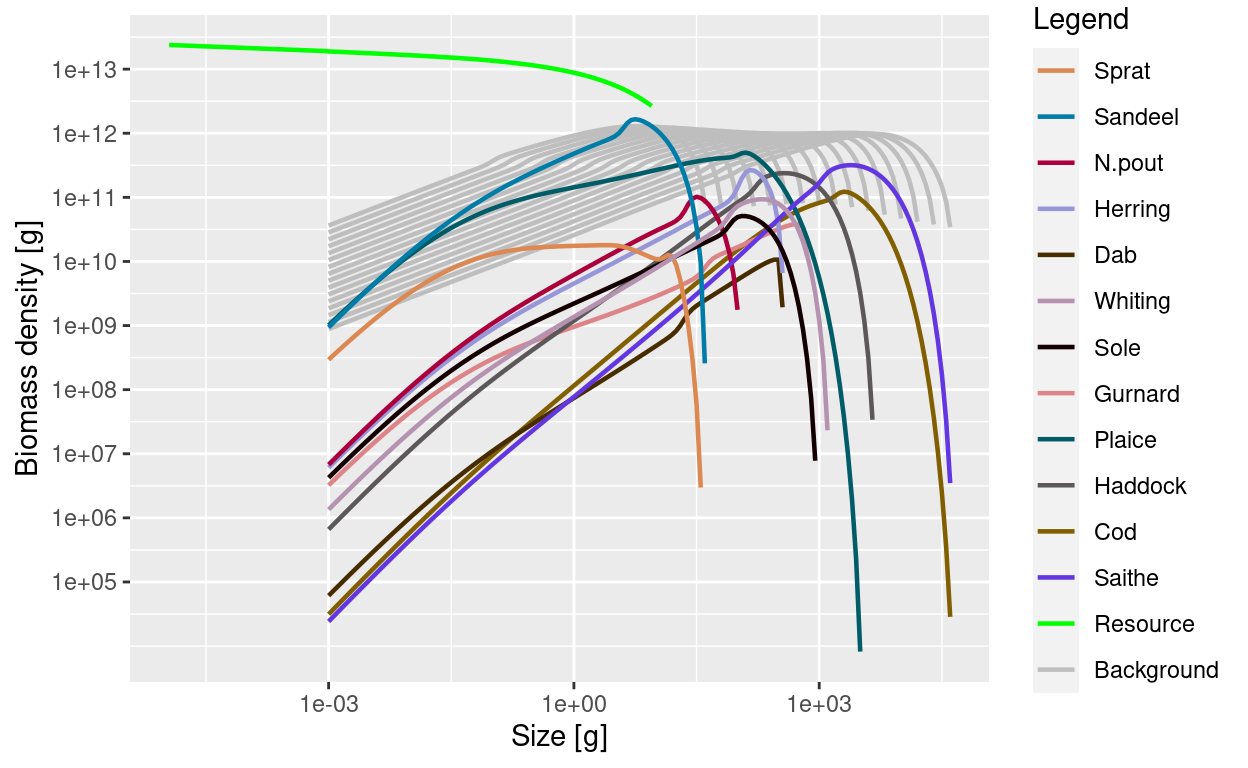 Legend
Sprat
Sandeel
N.pout
Herring
Dab
Whiting
Sole
Gurnard
Plaice
Haddock
Cod
Saithe
Resource
Background
Biomass density [g]
1e+13
1e+12
1e+11
1e+10
1e+09
1e+08
1e+07
1e+06
1e+05
1e-03 1e+00 1e+03
Size [g]